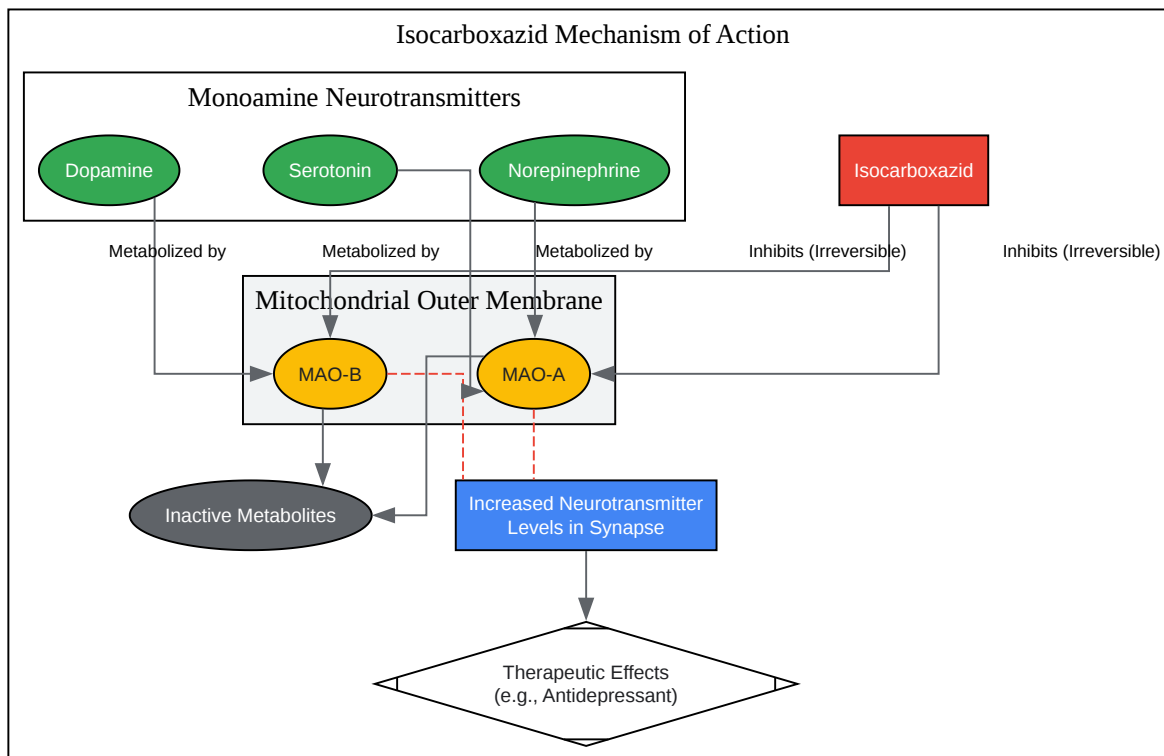 Isocarboxazid Mechanism of Action
Monoamine Neurotransmitters
Dopamine
Serotonin
Norepinephrine
Isocarboxazid
Metabolized by
Metabolized by
Metabolized by
Inhibits (Irreversible)
Inhibits (Irreversible)
Mitochondrial Outer Membrane
MAO-B
MAO-A
Inactive Metabolites
Increased Neurotransmitter
Levels in Synapse
Therapeutic Effects
(e.g., Antidepressant)